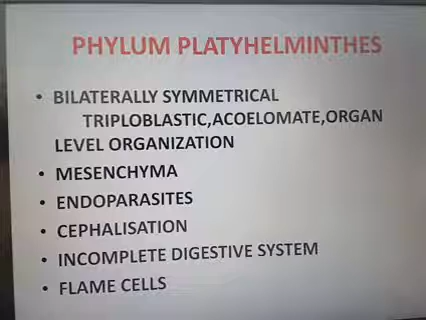 PHYLUM PLATYHELMINTHES
• BILATERALLY SYMMETRICAL
TRIPLOBLASTIC,ACOELOMATE,ORGAN
LEVEL ORGANIZATION
• MESENCHYMA
• ENDOPARASITES
• CEPHALISATION
• INCOMPLETE DIGESTIVE SYSTEM
• FLAME CELLS